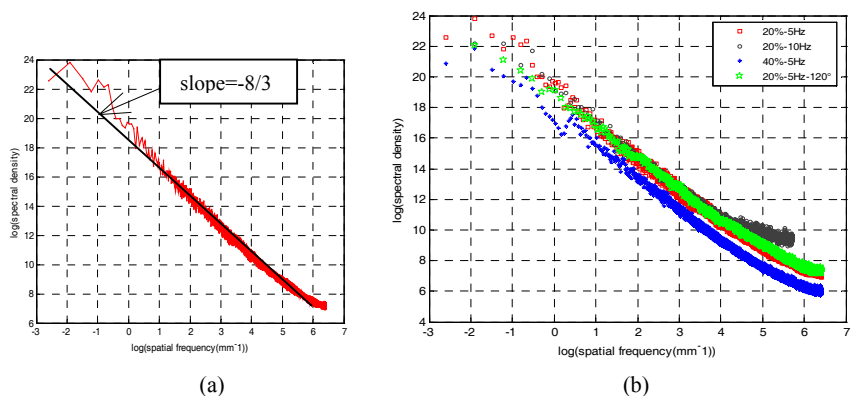 24
22
20
18
16
14
12
10
8
6
-3 -2 -1 0 1 2 3 4 5 6 7
log(spectral density)
log(spatial frequency(mm-1))
slope=-8/3
(a)
24
22
20
18
16
14
12
10
8
6
4
-3 -2 -1 0 1 2 3 4 5 6 7
log(spectral density)
log(spatial frequency(mm-1))
20%-5Hz
20%-10Hz
40%-5Hz
20%-5Hz-120°
(b)